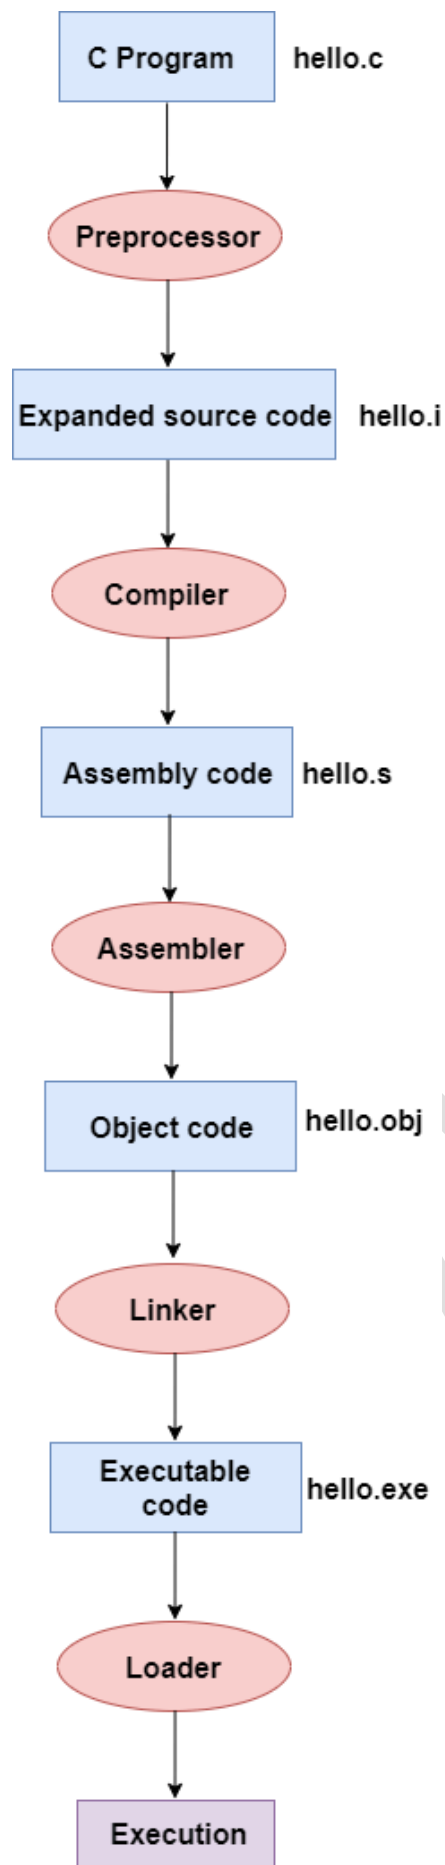 C Program hello.c
Preprocessor
Expanded source code hello.i
Compiler
Assembly code hello.s
Assembler
Object code hello.obj
Linker
Executable
code
hello.exe
Loader
Execution